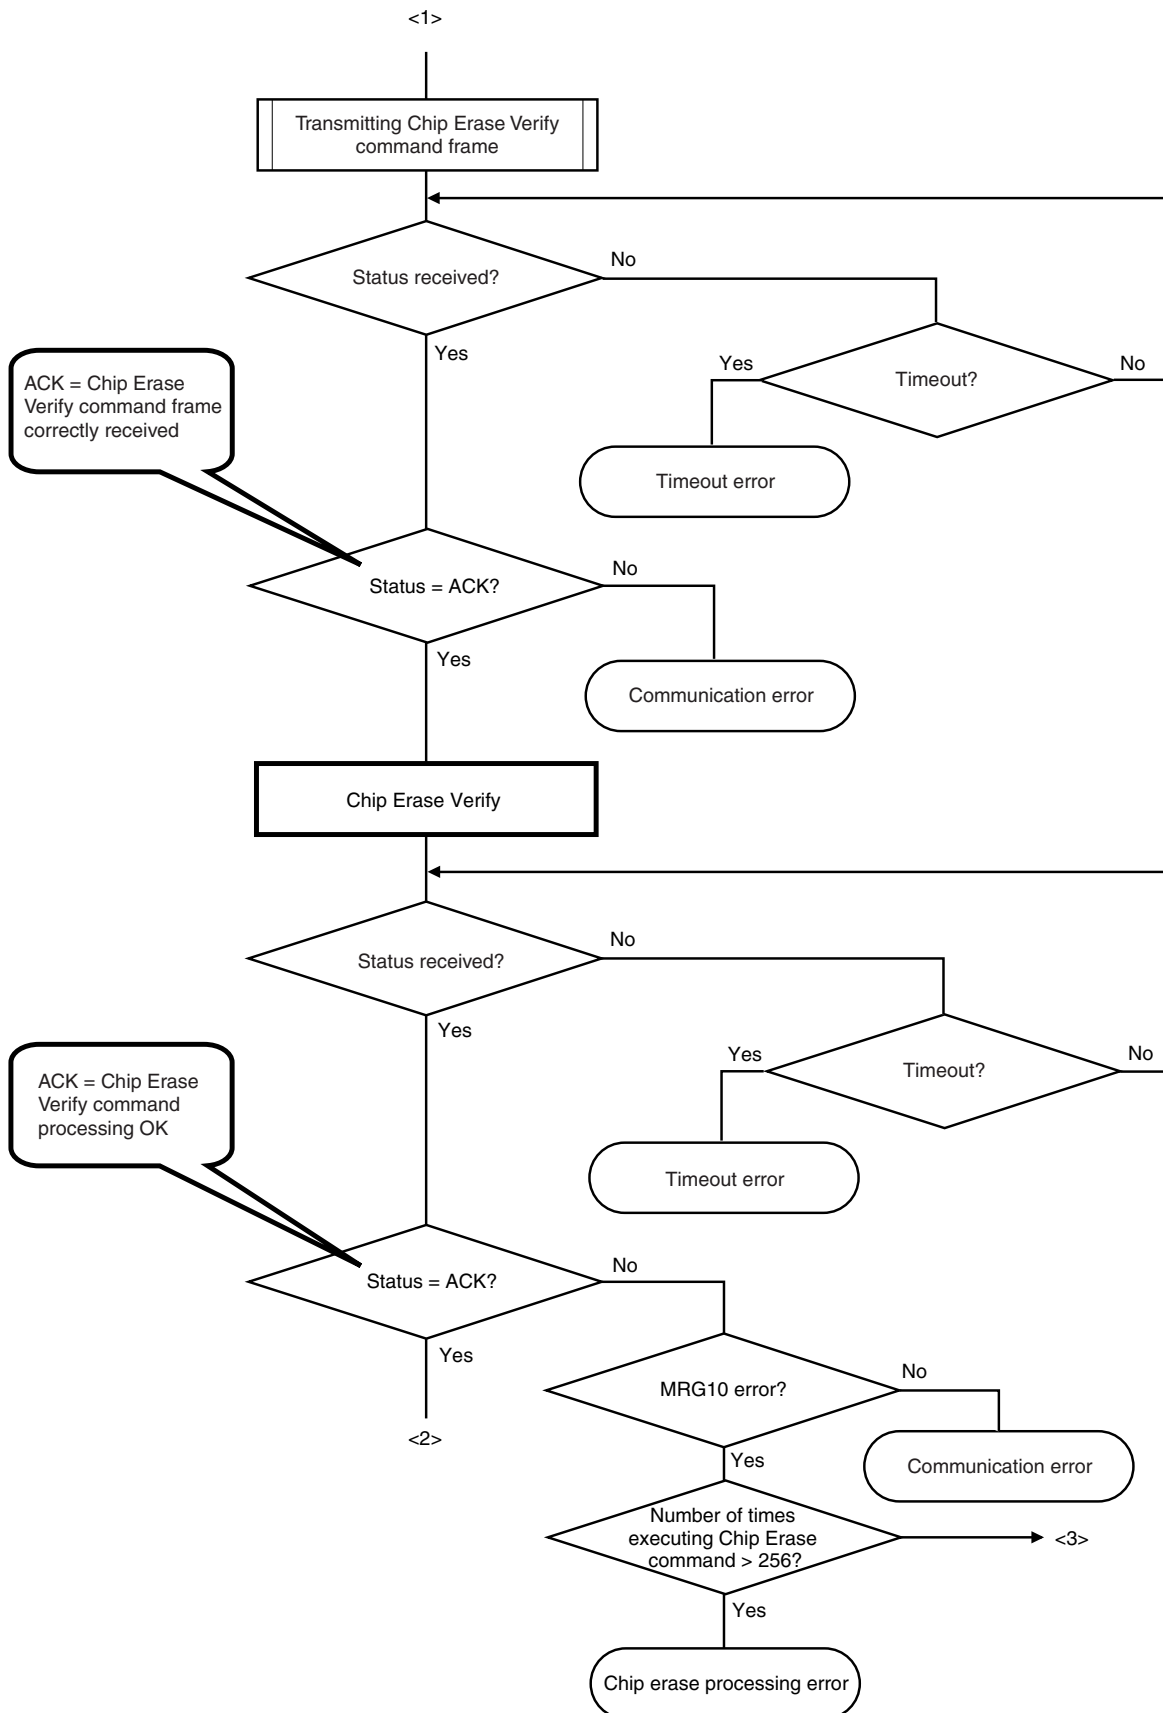 <1>
Transmitting Chip Erase Verify
command frame
Status received?
No
Yes
Timeout?
Yes
No
Timeout error
ACK = Chip Erase
Verify command frame
correctly received
Status = ACK?
No
Yes
Communication error
Chip Erase Verify
Status received?
No
Yes
Timeout?
Yes
No
Timeout error
ACK = Chip Erase
Verify command
processing OK
Status = ACK?
No
Yes
<2>
MRG10 error?
No
Yes
Communication error
Number of times
executing Chip Erase
command > 256?
<3>
Yes
Chip erase processing error